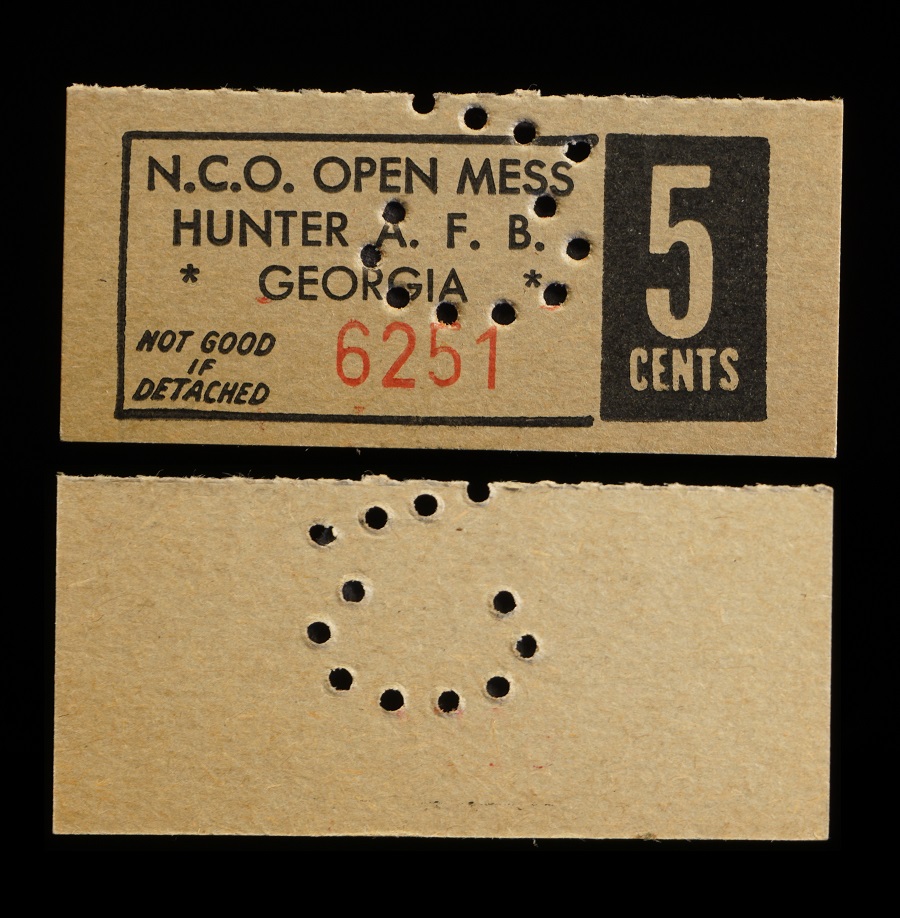 N.C.O. OPEN MESS
HUNTER A. F. B.
* GEORGIA *
NOT GOOD
IF
DETACHED
6251
5
CENTS